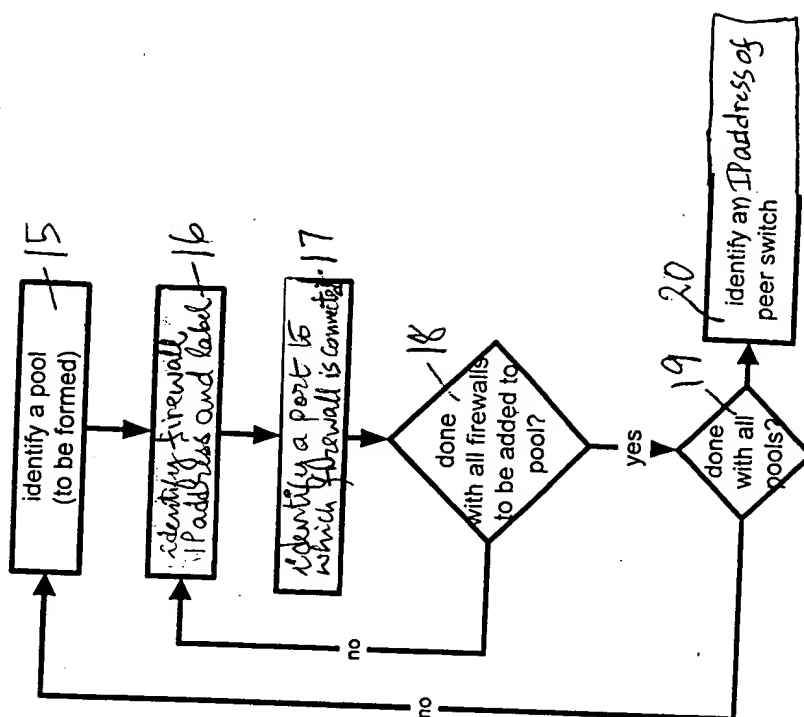 identify a pool
(to be formed)
15
identify firewall
IP address and label
16
identify a port to
which firewall is connected
17
done
with all firewalls
to be added to
pool?
18
no
yes
done
with all
pools?
19
no
20
identify an IP address of
peer switch